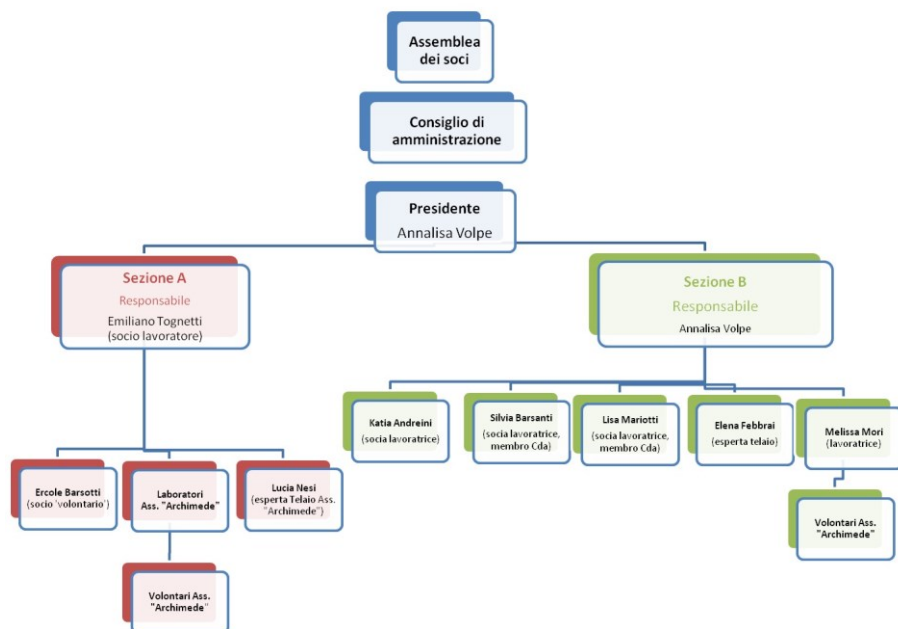 Assemblea
dei soci
Consiglio di
amministrazione
Presidente
Annalisa Volpe
Sezione A
Responsabile
Emiliano Tognetti
(socio lavoratore)
Sezione B
Responsabile
Annalisa Volpe
Katia Andreini
(socia lavoratrice)
Silvia Barsanti
(socia lavoratrice,
membro Cda)
Lisa Mariotti
(socia lavoratrice,
membro Cda)
Elena Febbrai
(esperta telaio)
Melissa Mori
(lavoratrice)
Ercole Barsotti
(socio 'volontario')
Laboratori
Ass. "Archimede"
Lucia Nesi
(esperta Telaio Ass.
"Archimede")
Volontari Ass.
"Archimede"
Volontari Ass.
"Archimede"